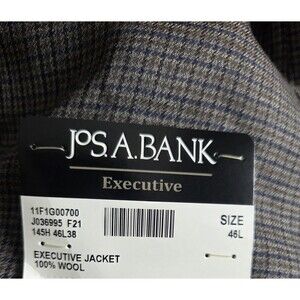 JoS.A.BANK
Executive
11F1G00700
J036995 F21
145H 46L38
SIZE
46L
EXECUTIVE JACKET
100% WOOL